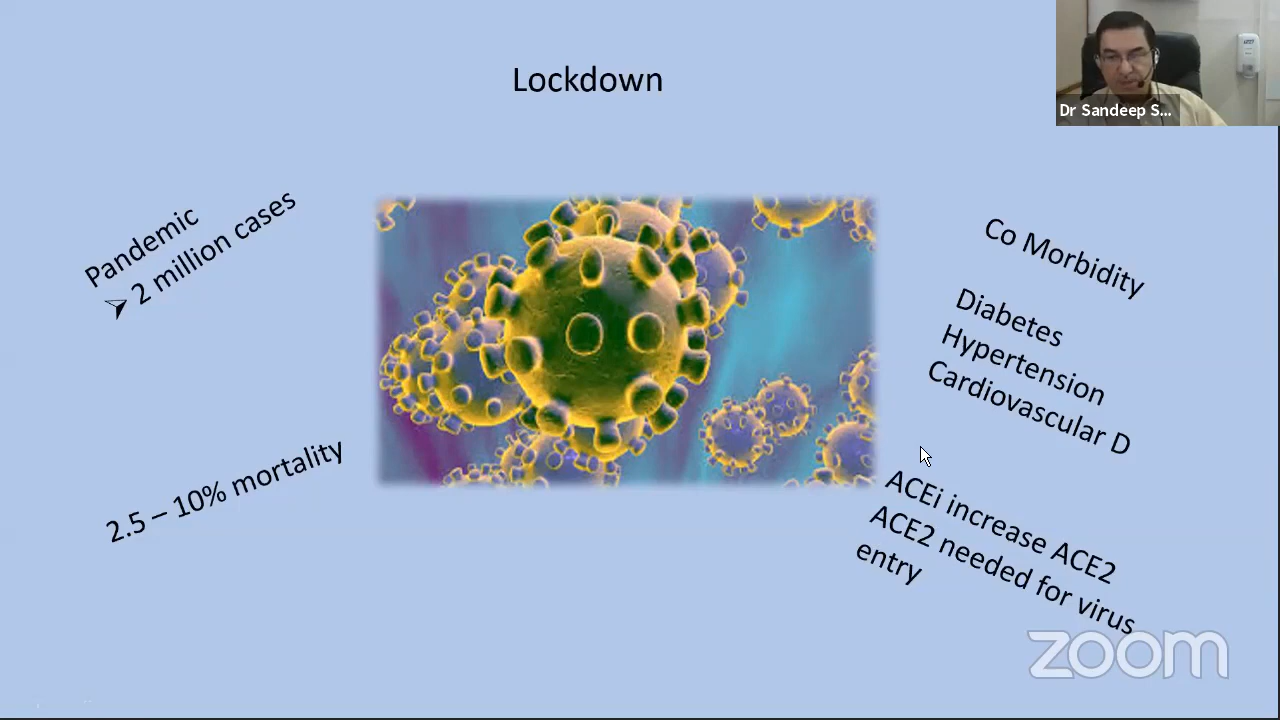 Lockdown
Dr Sandeep S...
Pandemic
➢ 2 million cases
2.5 – 10% mortality
Co Morbidity
Diabetes
Hypertension
Cardiovascular D
ACEi increase ACE2
ACE2 needed for virus
entry
zoom